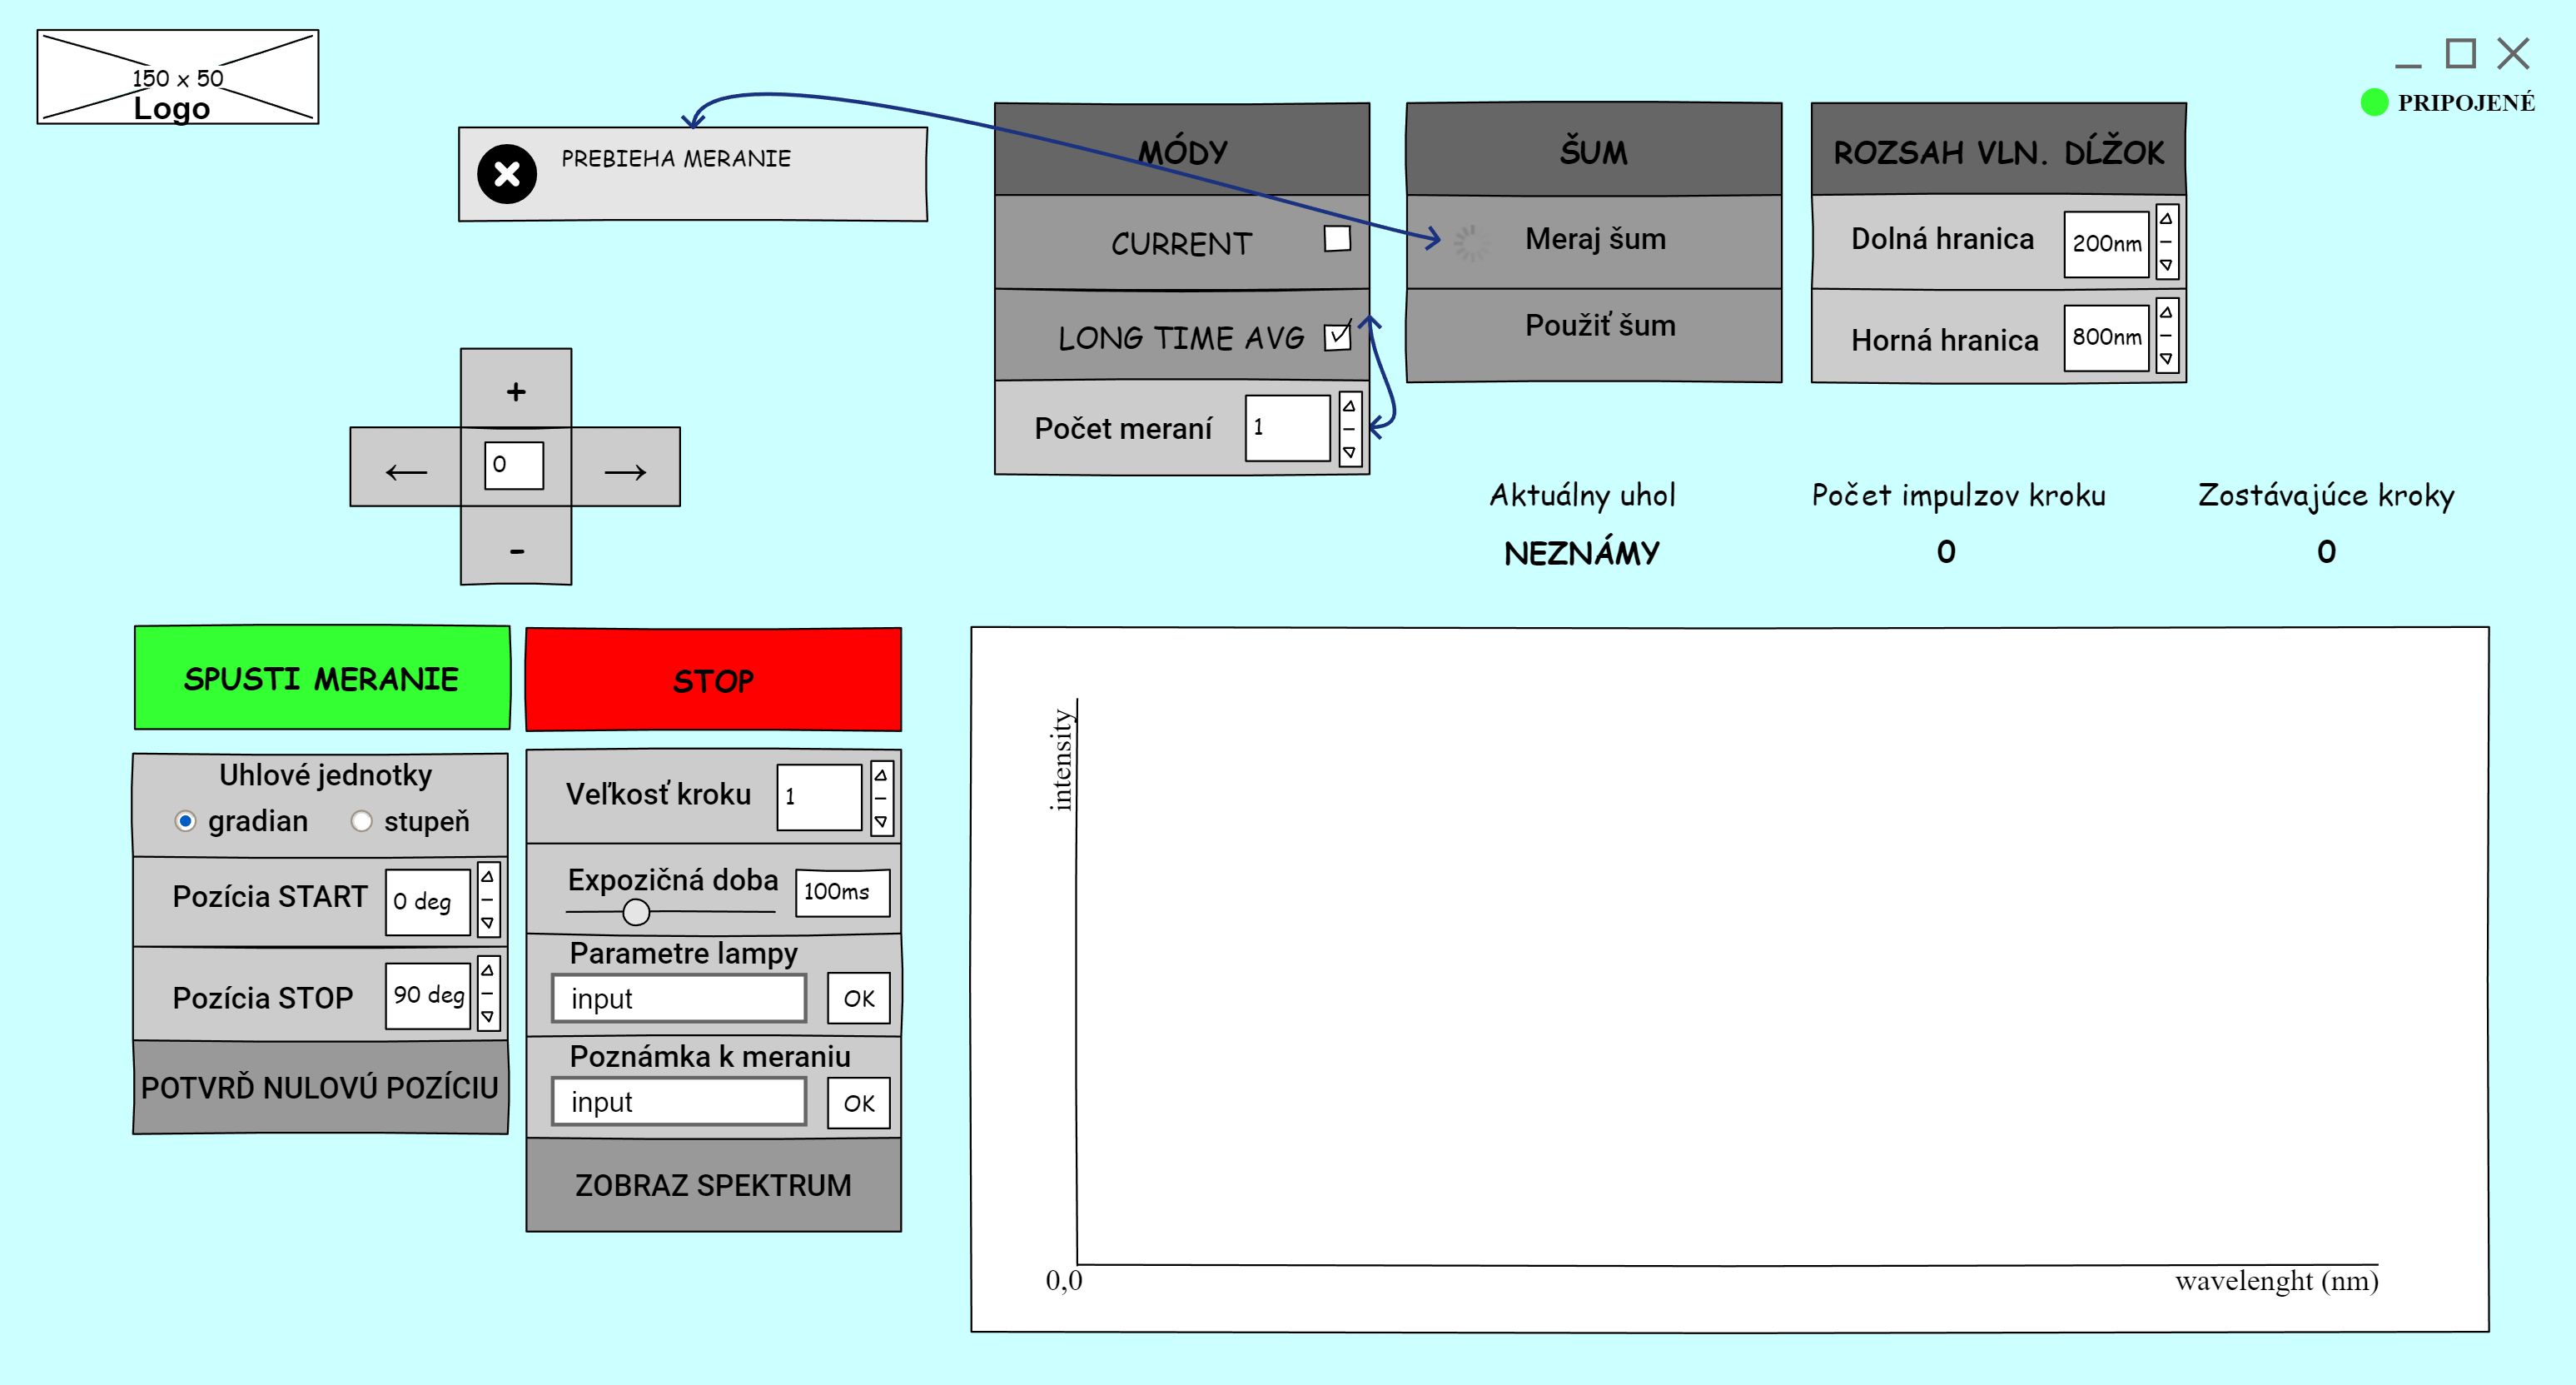 150 x 50
Logo
PRIPOJENÉ
PREBIEHA MERANIE
MÓDY
CURRENT
LONG TIME AVG
Počet meraní
1
ŠUM
Meraj šum
Použiť šum
ROZSAH VLN. DĹŽOK
Dolná hranica
200nm
Horná hranica
800nm
+
←
0
→
-
Aktuálny uhol
NEZNÁMY
Počet impulzov kroku
0
Zostávajúce kroky
0
SPUSTI MERANIE
STOP
Uhlové jednotky
gradian
stupeň
Pozícia START
0 deg
Pozícia STOP
90 deg
POTVRĎ NULOVÚ POZÍCIU
Veľkosť kroku
1
Expozičná doba
100ms
Parametre lampy
input
OK
Poznámka k meraniu
input
OK
ZOBRAZ SPEKTRUM
intensity
0,0
wavelenght (nm)